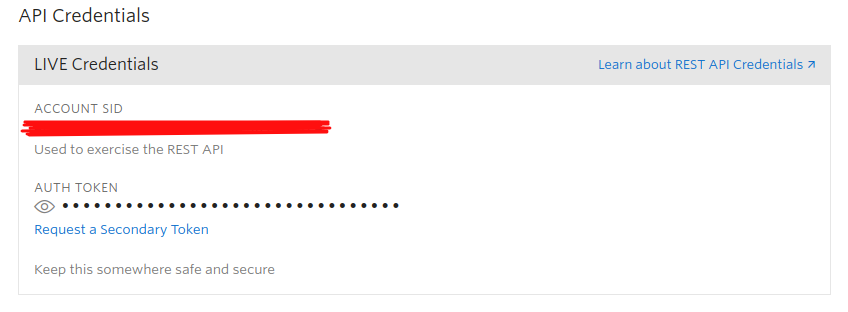 API Credentials
LIVE Credentials
Learn about REST API Credentials ↗
ACCOUNT SID
Used to exercise the REST API
AUTH TOKEN
••••••••••••••••••••••••••••••••
Request a Secondary Token
Keep this somewhere safe and secure